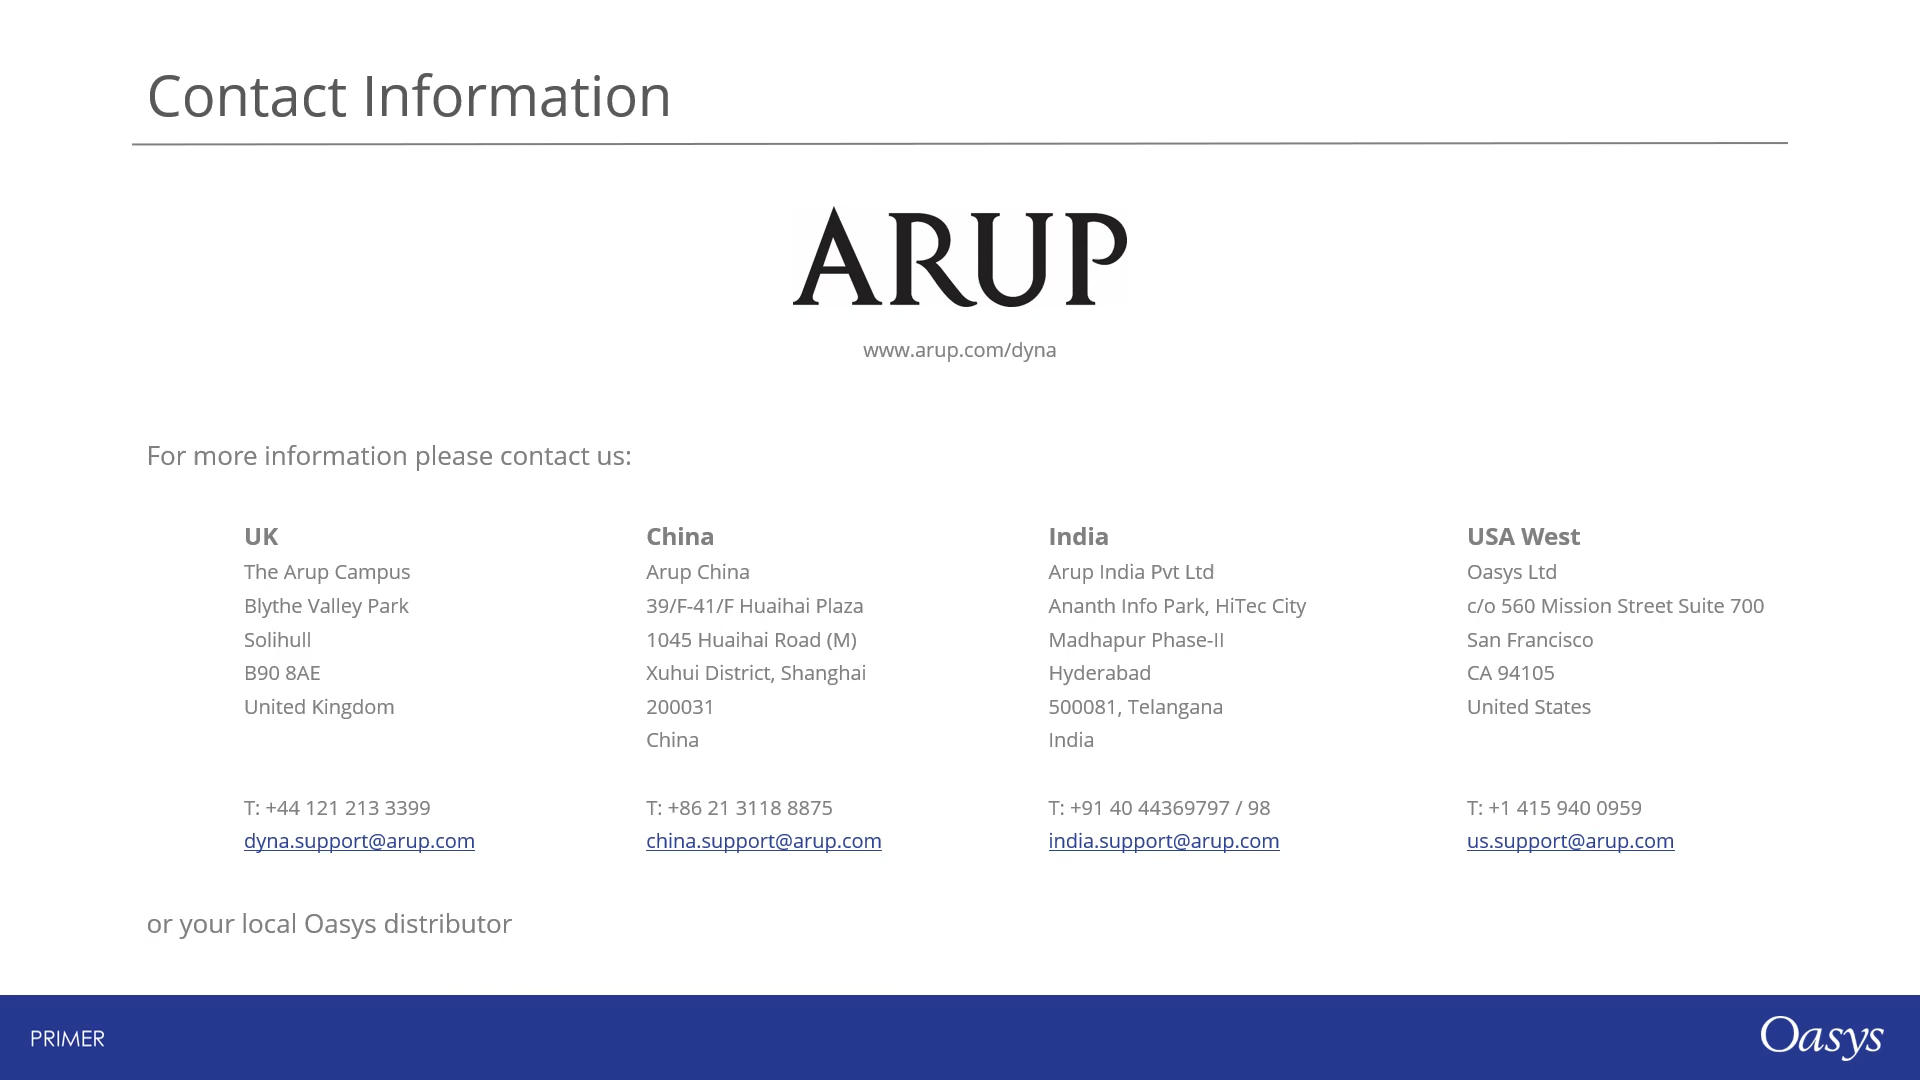 Contact Information
ARUP
www.arup.com/dyna
For more information please contact us:
UK
The Arup Campus
Blythe Valley Park
Solihull
B90 8AE
United Kingdom
T: +44 121 213 3399
dyna.support@arup.com
China
Arup China
39/F-41/F Huaihai Plaza
1045 Huaihai Road (M)
Xuhui District, Shanghai
200031
China
T: +86 21 3118 8875
china.support@arup.com
India
Arup India Pvt Ltd
Ananth Info Park, HiTec City
Madhapur Phase-II
Hyderabad
500081, Telangana
India
T: +91 40 44369797 / 98
india.support@arup.com
USA West
Oasys Ltd
c/o 560 Mission Street Suite 700
San Francisco
CA 94105
United States
T: +1 415 940 0959
us.support@arup.com
or your local Oasys distributor
PRIMER
Oasys